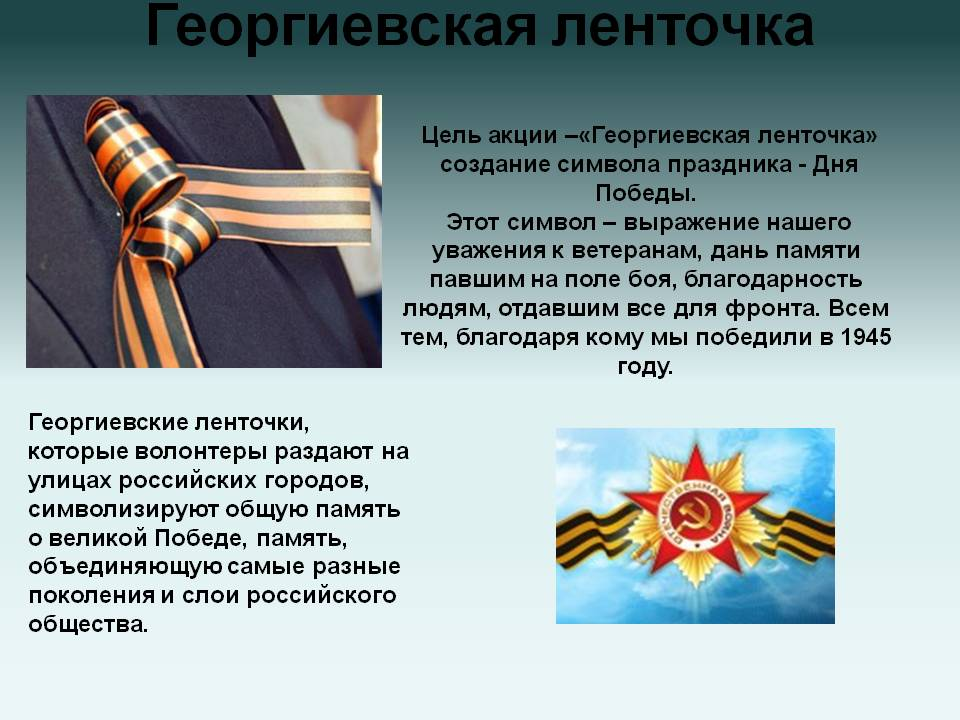 Георгиевская ленточка
Цель акции –«Георгиевская ленточка»
создание символа праздника - Дня
Победы.
Этот символ – выражение нашего
уважения к ветеранам, дань памяти
павшим на поле боя, благодарность
людям, отдавшим все для фронта. Всем
тем, благодаря кому мы победили в 1945
году.
Георгиевские ленточки,
которые волонтеры раздают на
улицах российских городов,
символизируют общую память
о великой Победе, память,
объединяющую самые разные
поколения и слои российского
общества.
ОТЕЧЕСТВЕННАЯ ВОЙНА